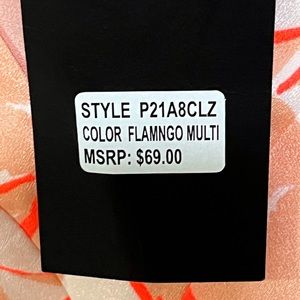 STYLE P21A8CLZ
COLOR FLAMNGO MULTI
MSRP: $69.00